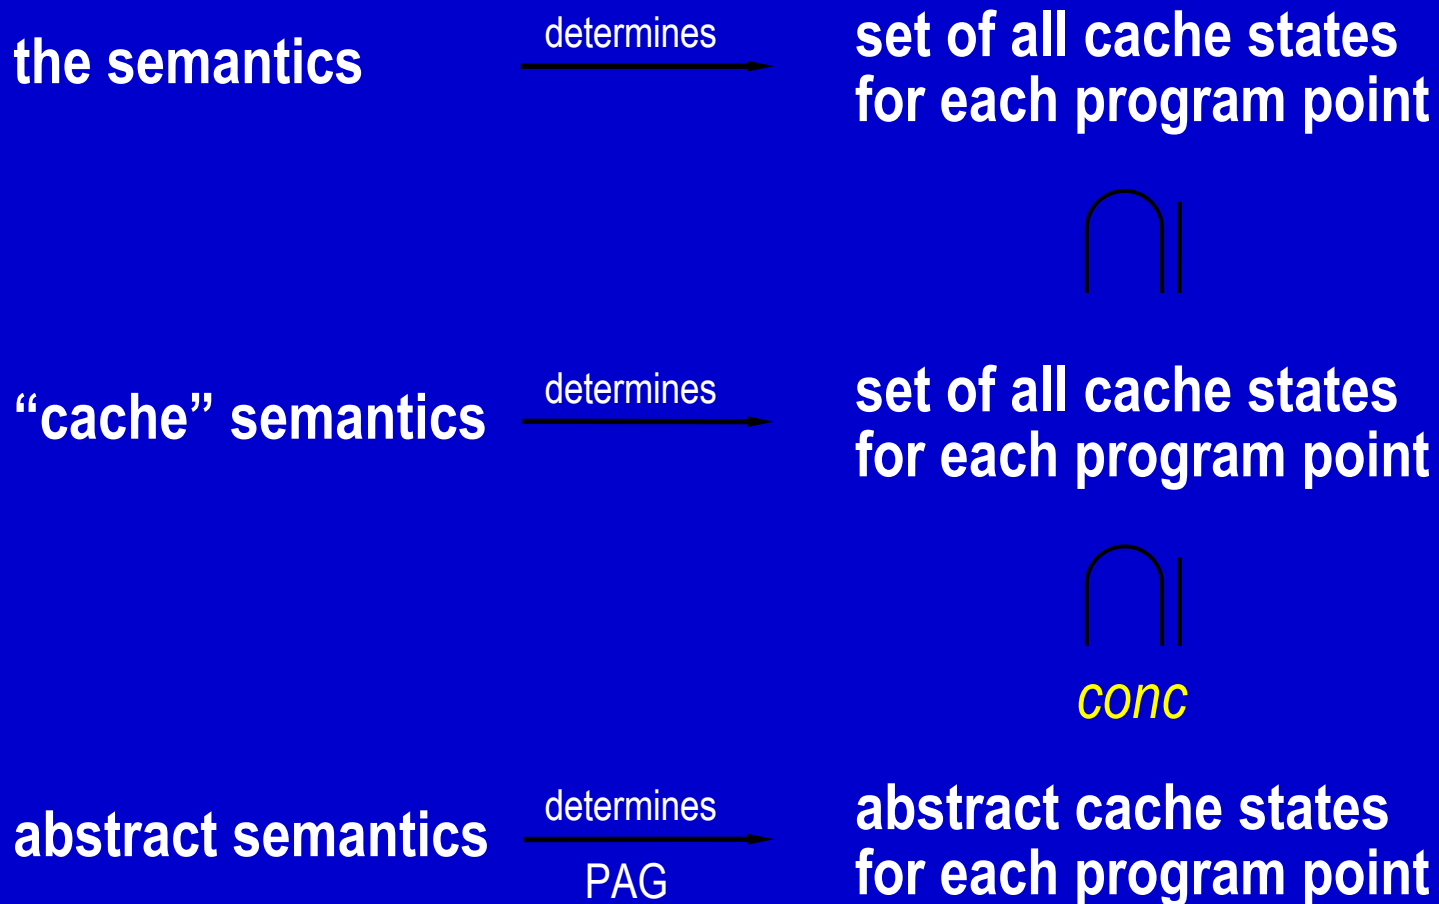 the semantics
determines
set of all cache states
for each program point
⊆
“cache” semantics
determines
set of all cache states
for each program point
⊆
conc
abstract semantics
determines
PAG
abstract cache states
for each program point